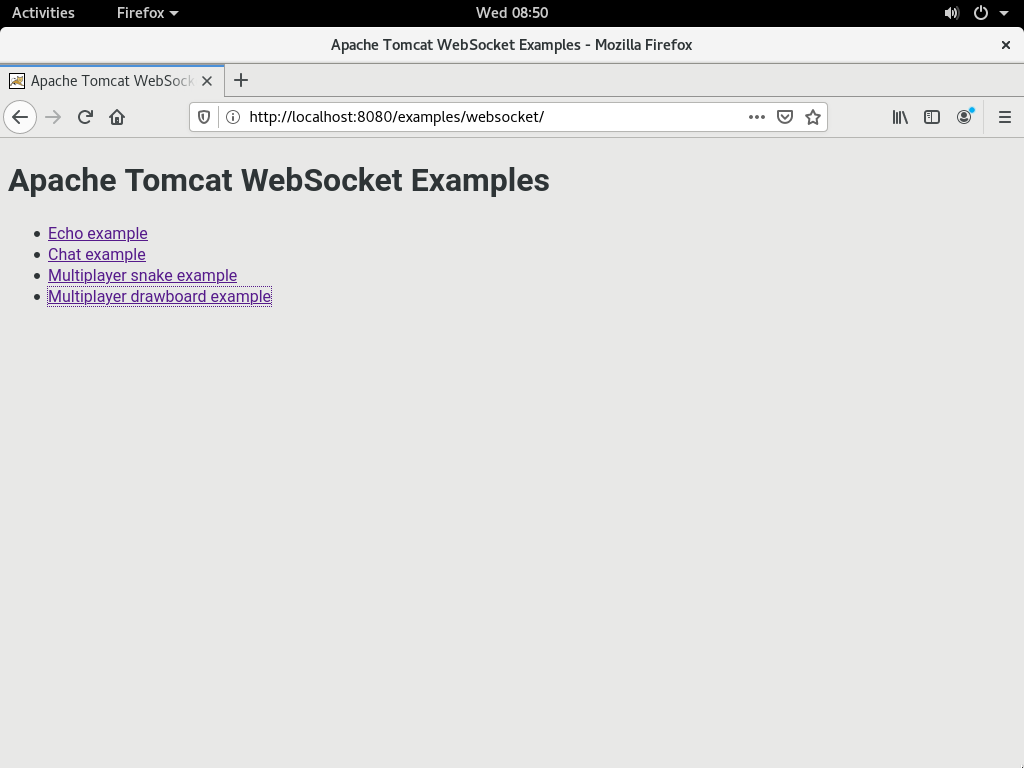 Activities Firefox Wed 08:50
Apache Tomcat WebSocket Examples - Mozilla Firefox
Apache Tomcat WebSock
http://localhost:8080/examples/websocket/
Apache Tomcat WebSocket Examples
Echo example
Chat example
Multiplayer snake example
Multiplayer drawboard example